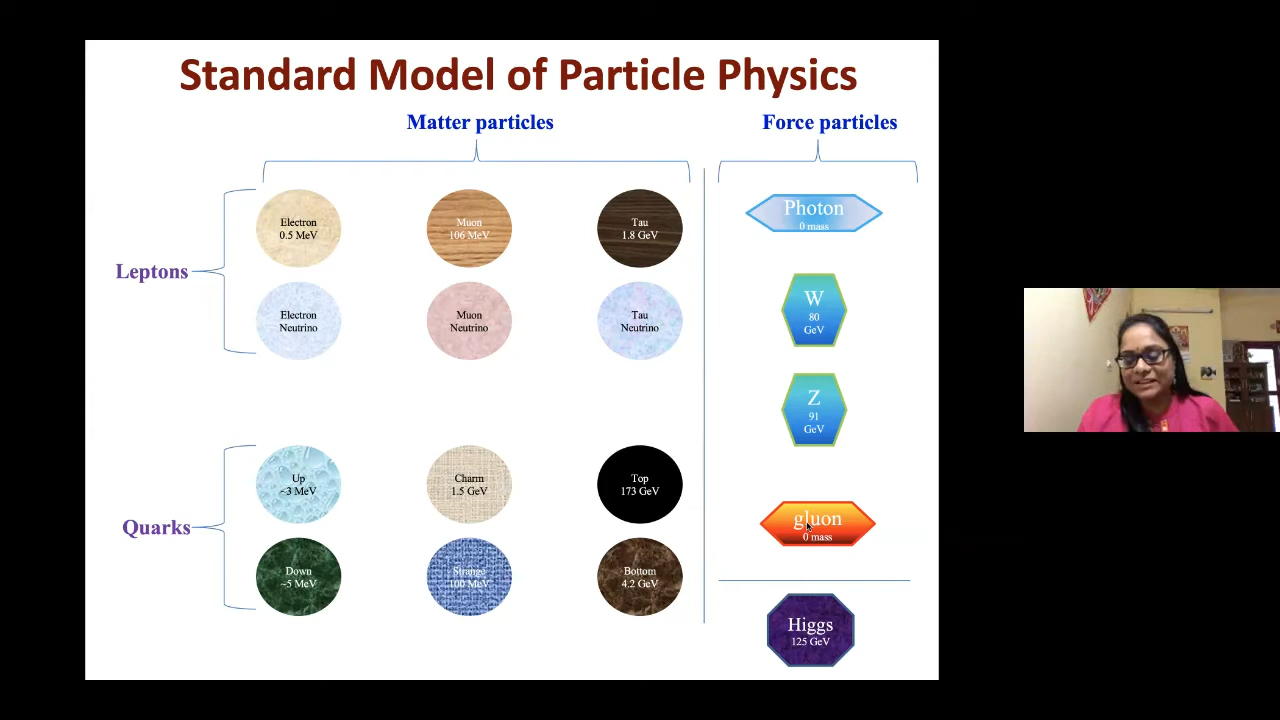 Standard Model of Particle Physics
Matter particles
Force particles
Leptons
Electron
0.5 MeV
Muon
106 MeV
Tau
1.8 GeV
Electron
Neutrino
Muon
Neutrino
Tau
Neutrino
Quarks
Up
~3 MeV
Charm
1.5 GeV
Top
173 GeV
Down
~5 MeV
Strange
100 MeV
Bottom
4.2 GeV
Photon
0 mass
W
80
GeV
Z
91
GeV
gluon
0 mass
Higgs
125 GeV